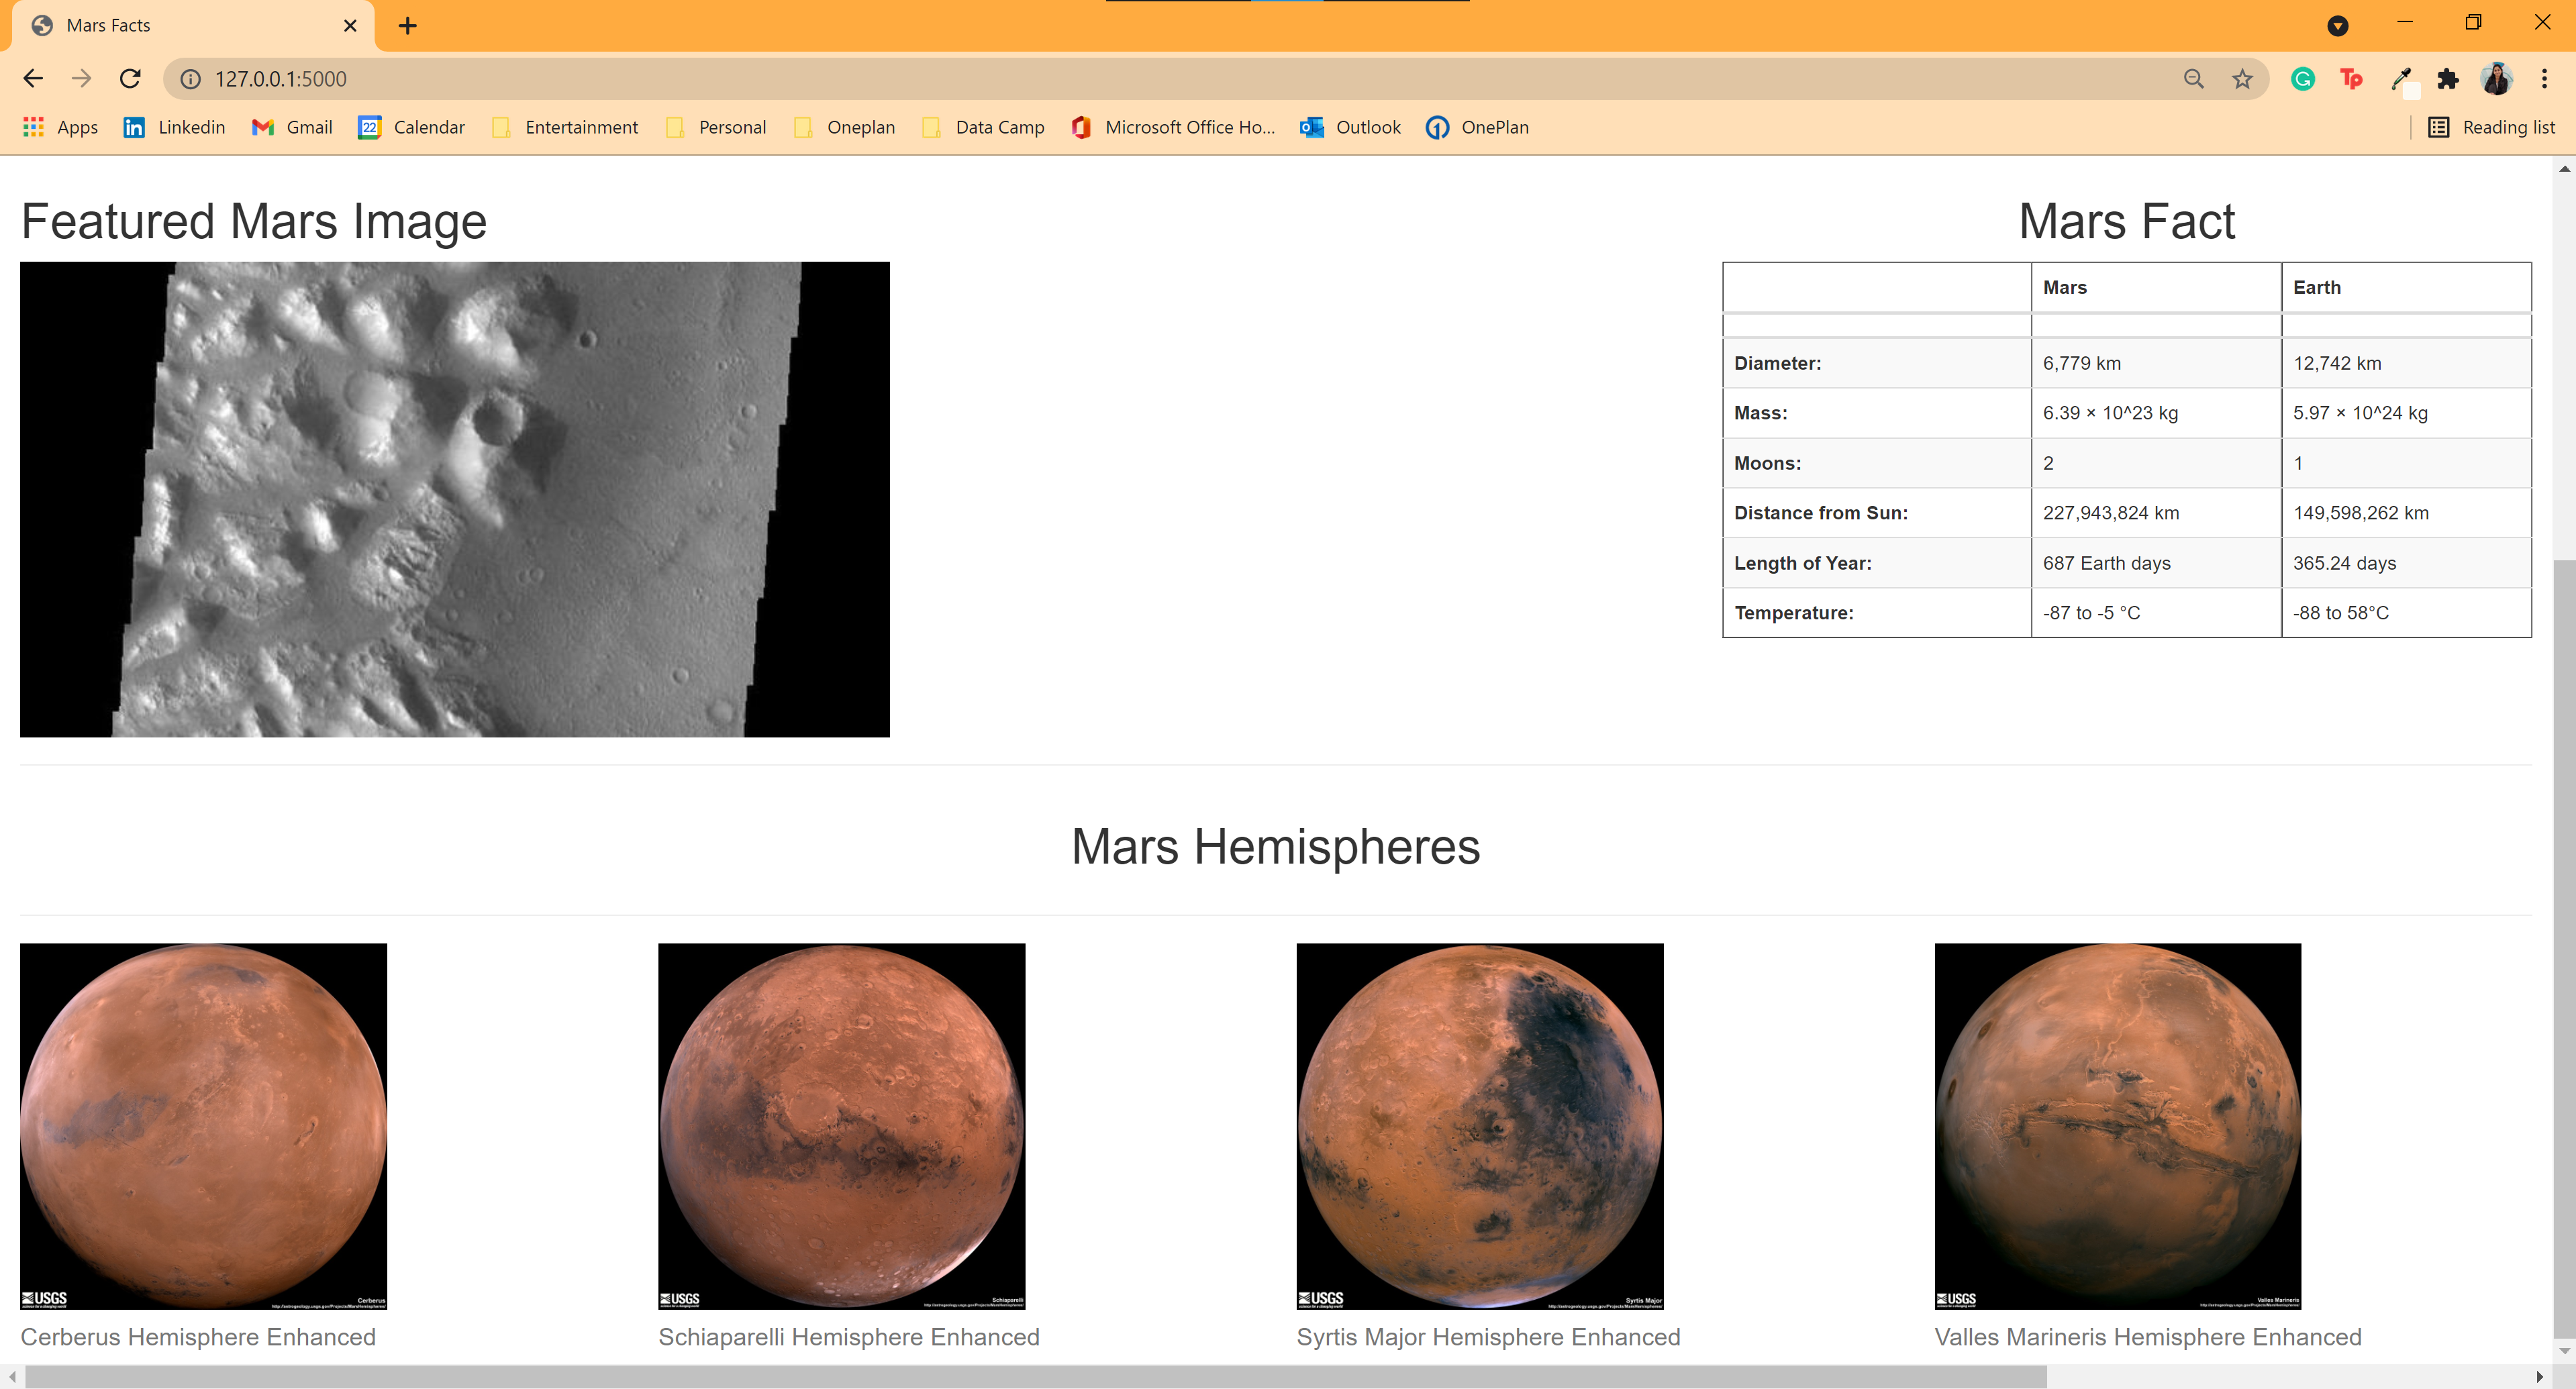 Mars Facts
127.0.0.1:5000
Apps Linkedin Gmail 22 Calendar Entertainment Personal Oneplan Data Camp Microsoft Office Ho... Outlook OnePlan Reading list
Featured Mars Image
Mars Fact
Mars Earth
Diameter: 6,779 km 12,742 km
Mass: 6.39 × 10^23 kg 5.97 × 10^24 kg
Moons: 2 1
Distance from Sun: 227,943,824 km 149,598,262 km
Length of Year: 687 Earth days 365.24 days
Temperature: -87 to -5 °C -88 to 58°C
Mars Hemispheres
USGS Cerberus
USGS Schiaparelli
USGS Syrtis Major
USGS Valles Marineris
Cerberus Hemisphere Enhanced
Schiaparelli Hemisphere Enhanced
Syrtis Major Hemisphere Enhanced
Valles Marineris Hemisphere Enhanced